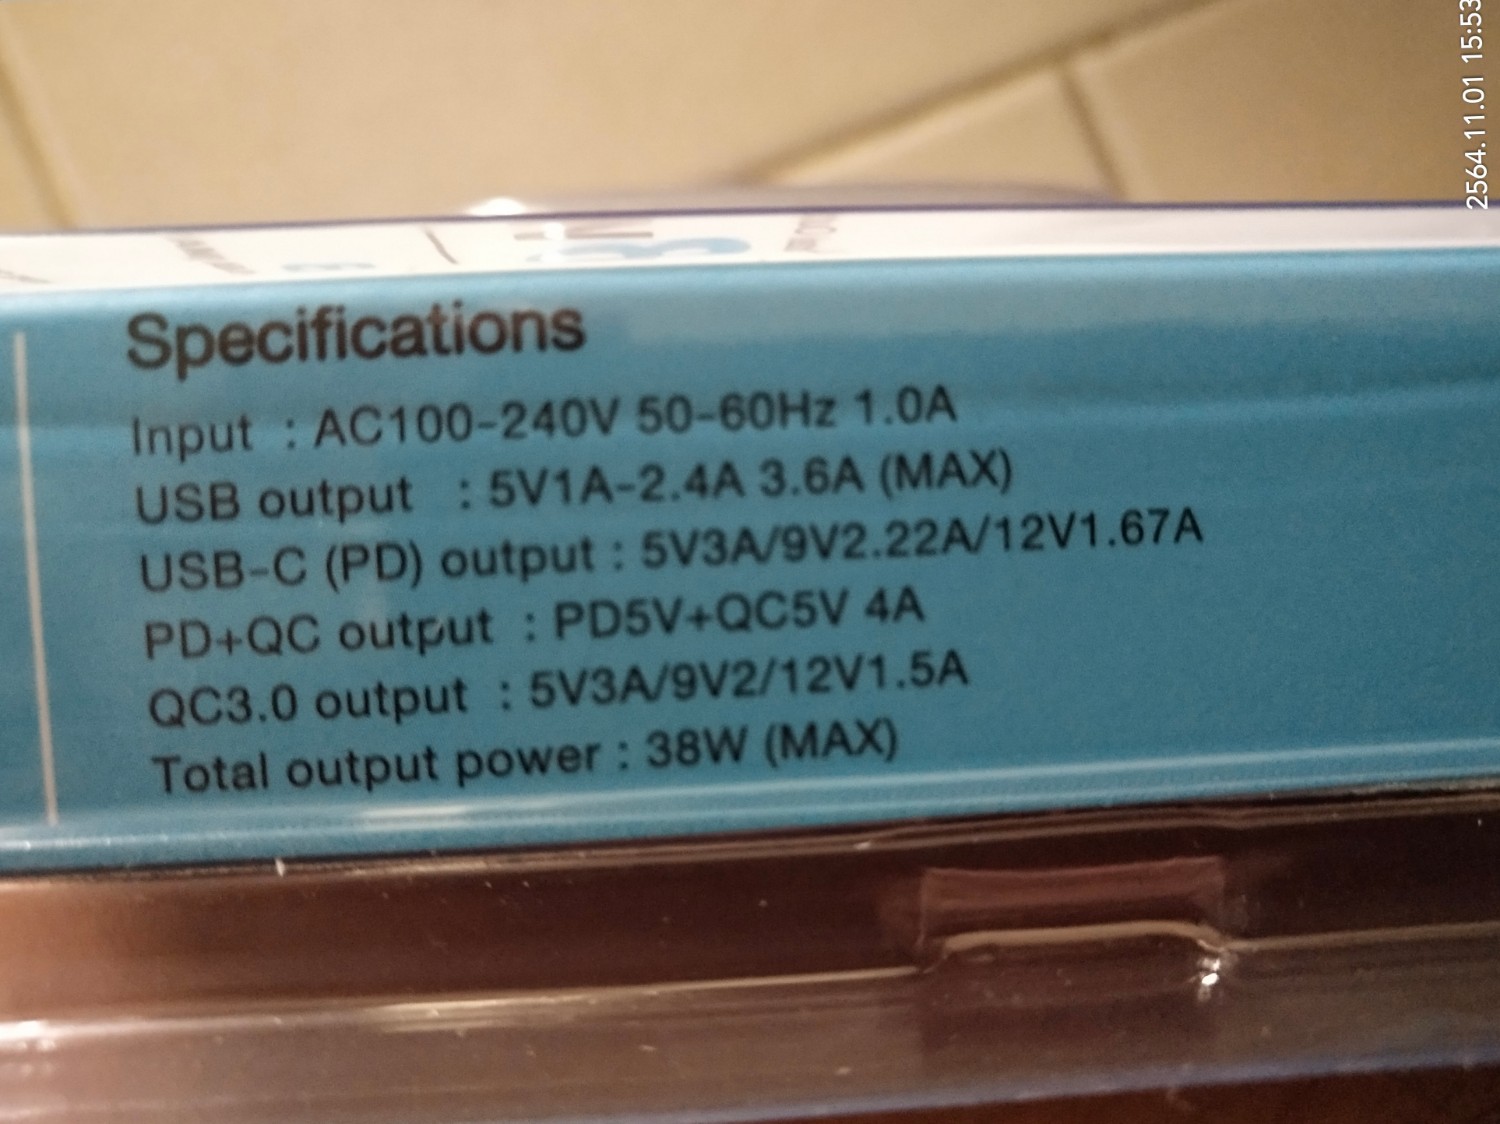 2564.11.01 15:53
Specifications
Input : AC100-240V 50-60Hz 1.0A
USB output : 5V1A-2.4A 3.6A (MAX)
USB-C (PD) output : 5V3A/9V2.22A/12V1.67A
PD+QC output : PD5V+QC5V 4A
QC3.0 output : 5V3A/9V2/12V1.5A
Total output power : 38W (MAX)